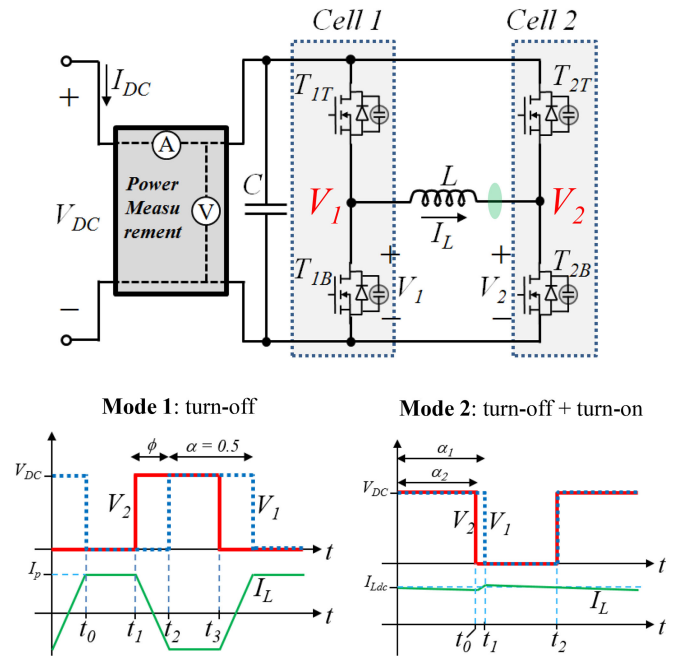 Cell 1 Cell 2
I_DC
T_1T T_2T
+
A
Power
Measu
rement
V
V_DC
C
V_1
L
I_L
V_2
T_1B T_2B
+ +
V_1 V_2
− − −
Mode 1: turn-off
ϕ α = 0.5
V_DC
V_2 V_1
t
I_p
I_L
t_0 t_1 t_2 t_3 t
Mode 2: turn-off + turn-on
α_1
α_2
V_DC
V_2 V_1
t
I_Ldc
I_L
t_0 t_1 t_2 t